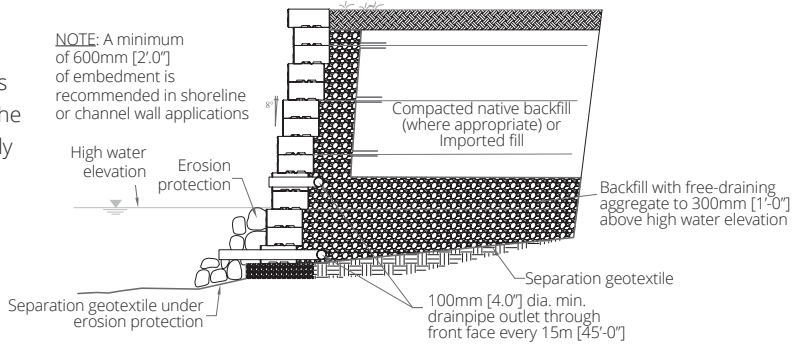 NOTE: A minimum
of 600mm [2'.0"]
of embedment is
recommended in shoreline
or channel wall applications
s
he
ly
8°
Compacted native backfill
(where appropriate) or
Imported fill
High water
elevation
Erosion
protection
Backfill with free-draining
aggregate to 300mm [1'-0"]
above high water elevation
Separation geotextile
Separation geotextile under
erosion protection
100mm [4.0"] dia. min.
drainpipe outlet through
front face every 15m [45'-0"]